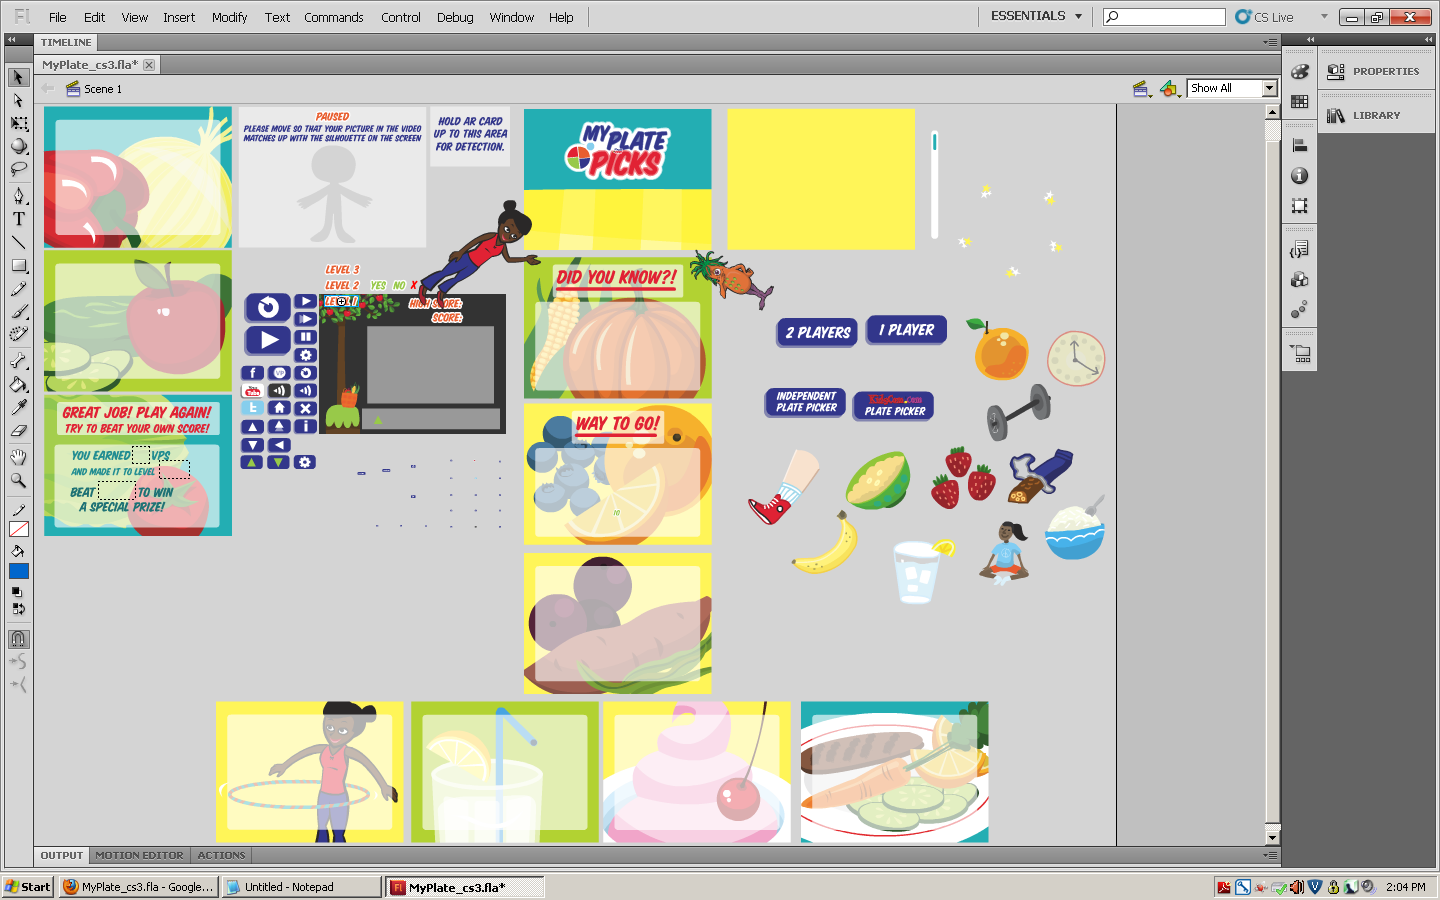 Fl
File Edit View Insert Modify Text Commands Control Debug Window Help
ESSENTIALS
CS Live
TIMELINE
MyPlate_cs3.fla*
Scene 1
Show All
PROPERTIES
LIBRARY
PAUSED
PLEASE MOVE SO THAT YOUR PICTURE IN THE VIDEO
MATCHES UP WITH THE SILHOUETTE ON THE SCREEN
HOLD AR CARD
UP TO THIS AREA
FOR DETECTION.
MY
PLATE
PICKS
LEVEL 3
LEVEL 2
YES NO X
LEVEL 1
HIGH SCORE:
SCORE:
DID YOU KNOW?!
2 PLAYERS
1 PLAYER
INDEPENDENT
PLATE PICKER
KidsCom.com
PLATE PICKER
f
VP
You
Tube
t
i
GREAT JOB! PLAY AGAIN!
TRY TO BEAT YOUR OWN SCORE!
YOU EARNED VPS
AND MADE IT TO LEVEL
BEAT TO WIN
A SPECIAL PRIZE!
WAY TO GO!
10
OUTPUT
MOTION EDITOR
ACTIONS
Start
MyPlate_cs3.fla - Google...
Untitled - Notepad
Fl
MyPlate_cs3.fla*
2:04 PM